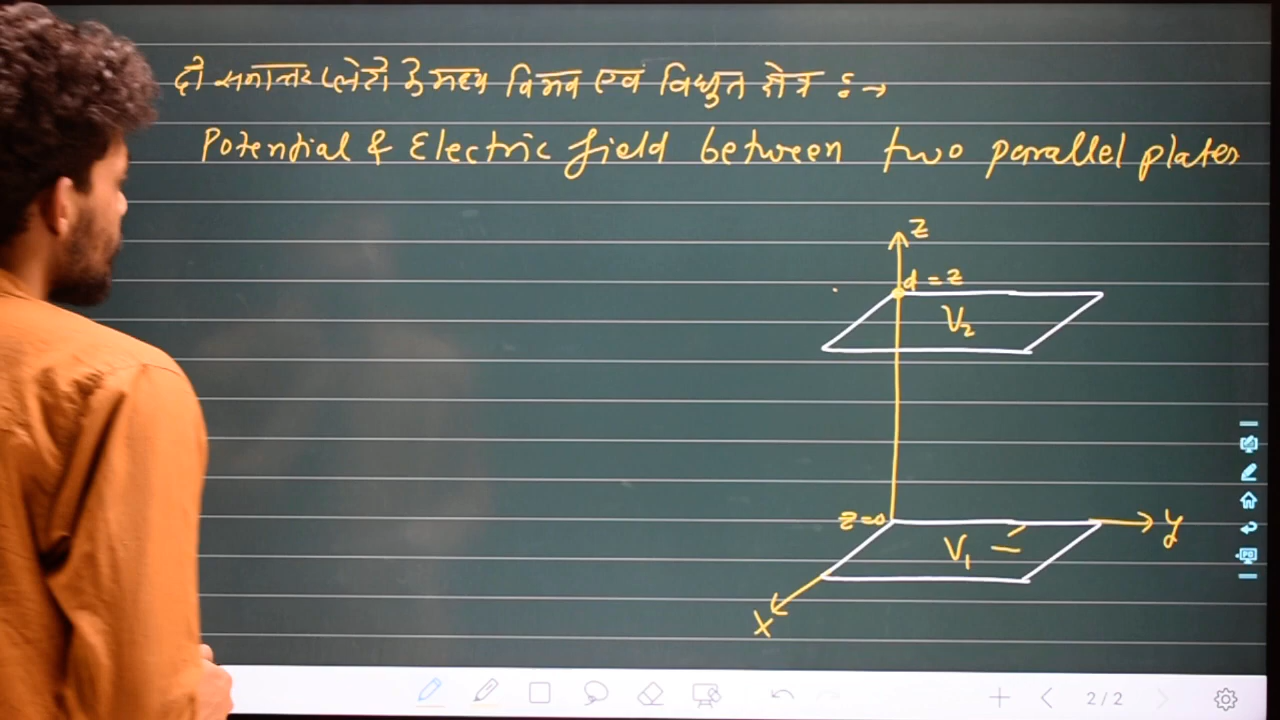 दो समान्तर प्लेटो के मध्य विभव एवं विधुत क्षेत्र :→
Potential & Electric field between two parallel plates
Z
d = z
V₂
z=0
V₁ =
y
X
2/2